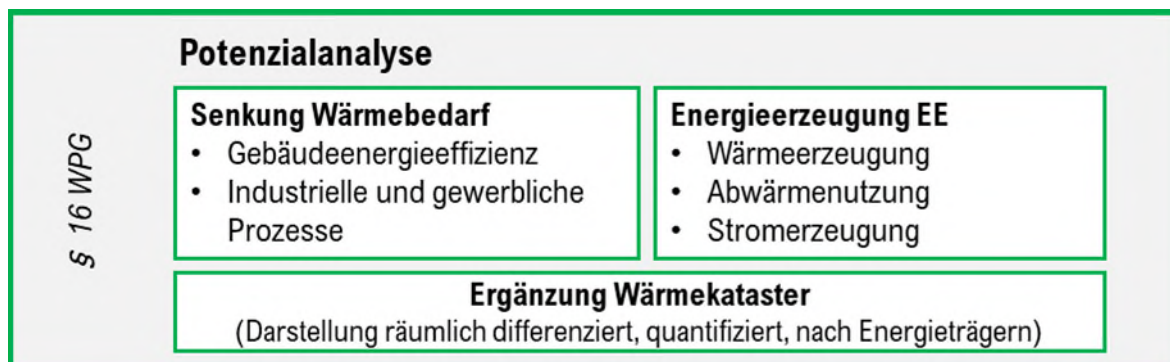 § 16 WPG
Potenzialanalyse
Senkung Wärmebedarf
• Gebäudeenergieeffizienz
• Industrielle und gewerbliche
Prozesse
Energieerzeugung EE
• Wärmeerzeugung
• Abwärmenutzung
• Stromerzeugung
Ergänzung Wärmekataster
(Darstellung räumlich differenziert, quantifiziert, nach Energieträgern)